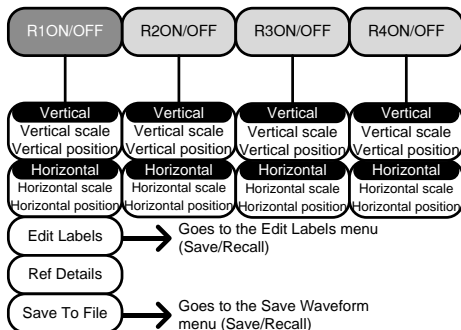 R1ON/OFF R2ON/OFF R3ON/OFF R4ON/OFF
Vertical Vertical Vertical Vertical
Vertical scale Vertical scale Vertical scale Vertical scale
Vertical position Vertical position Vertical position Vertical position
Horizontal Horizontal Horizontal Horizontal
Horizontal scale Horizontal scale Horizontal scale Horizontal scale
Horizontal position Horizontal position Horizontal position Horizontal position
Edit Labels Goes to the Edit Labels menu
(Save/Recall)
Ref Details
Save To File Goes to the Save Waveform
menu (Save/Recall)